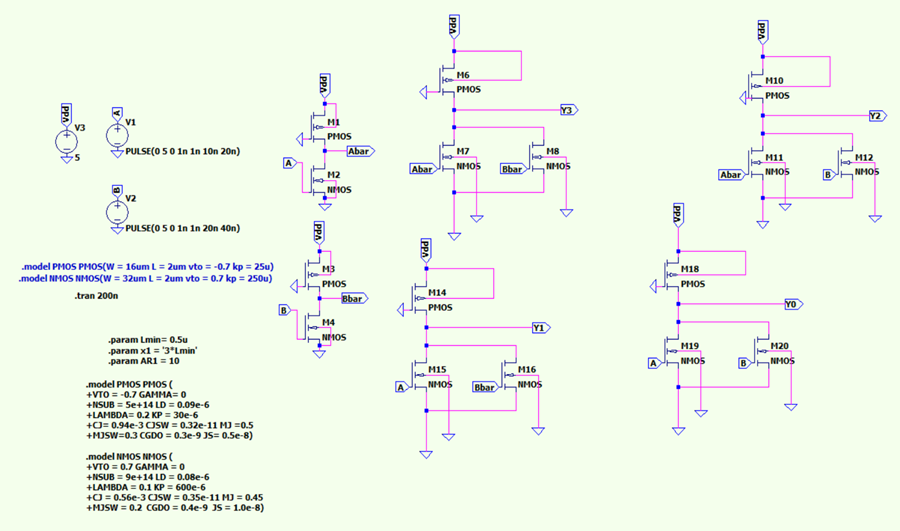 Vdd
V3
5
A
V1
PULSE(0 5 0 1n 1n 10n 20n)
B
V2
PULSE(0 5 0 1n 1n 20n 40n)
.model PMOS PMOS(W = 16um L = 2um vto = -0.7 kp = 25u)
.model NMOS NMOS(W = 32um L = 2um vto = 0.7 kp = 250u)
.tran 200n
.param Lmin= 0.5u
.param x1 = '3*Lmin'
.param AR1 = 10
.model PMOS PMOS (
+VTO = -0.7 GAMMA= 0
+NSUB = 5e+14 LD = 0.09e-6
+LAMBDA= 0.2 KP = 30e-6
+CJ= 0.94e-3 CJSW = 0.32e-11 MJ =0.5
+MJSW=0.3 CGDO = 0.3e-9 JS= 0.5e-8)
.model NMOS NMOS (
+VTO = 0.7 GAMMA = 0
+NSUB = 9e+14 LD = 0.08e-6
+LAMBDA = 0.1 KP = 600e-6
+CJ = 0.56e-3 CJSW = 0.35e-11 MJ = 0.45
+MJSW = 0.2 CGDO = 0.4e-9 JS = 1.0e-8)
Vdd
M1
PMOS
Abar
A
M2
NMOS
Vdd
M3
PMOS
Bbar
B
M4
NMOS
Vdd
M6
PMOS
Y3
M7
M8
NMOS
NMOS
Abar
Bbar
Vdd
M14
PMOS
Y1
M15
M16
NMOS
NMOS
A
Bbar
Vdd
M10
PMOS
Y2
M11
M12
NMOS
NMOS
Abar
B
Vdd
M18
PMOS
Y0
M19
M20
NMOS
NMOS
A
B